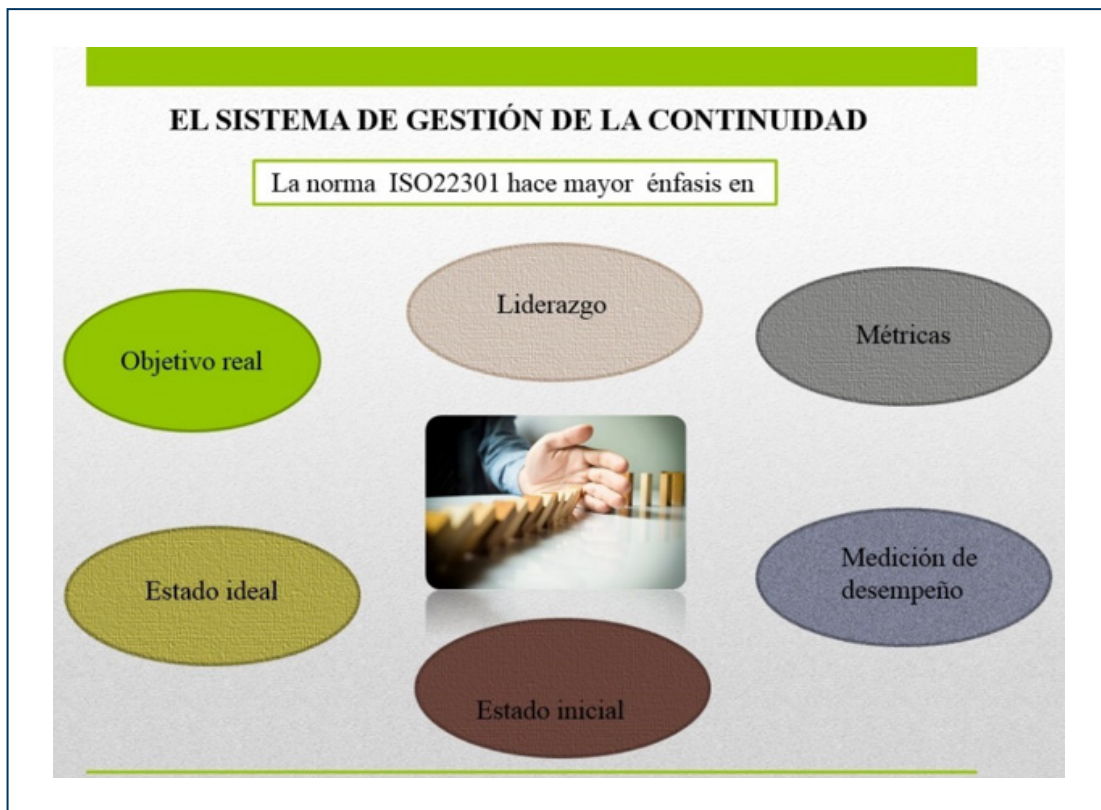 EL SISTEMA DE GESTIÓN DE LA CONTINUIDAD
La norma ISO22301 hace mayor énfasis en
Liderazgo
Objetivo real
Métricas
Estado ideal
Medición de
desempeño
Estado inicial